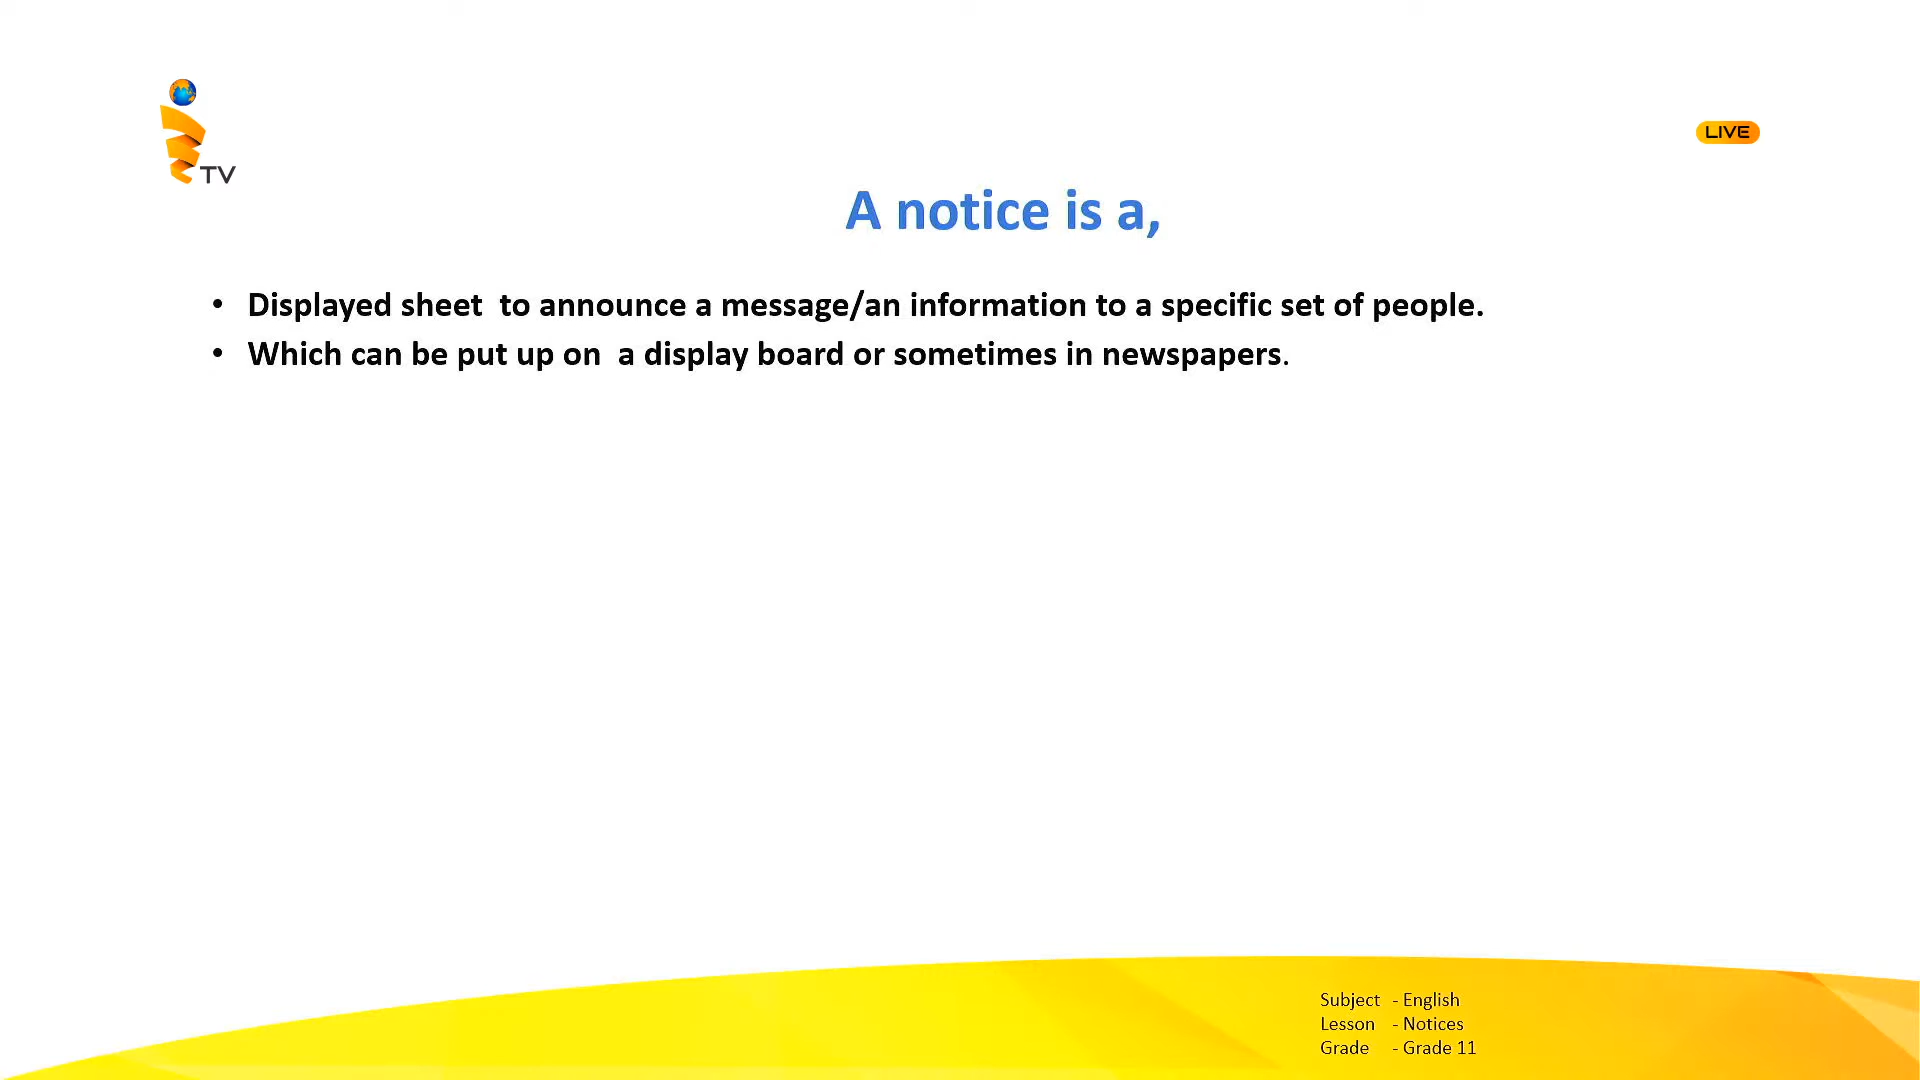 TV
LIVE
A notice is a,
• Displayed sheet  to announce a message/an information to a specific set of people.
• Which can be put up on  a display board or sometimes in newspapers.
Subject - English
Lesson - Notices
Grade - Grade 11